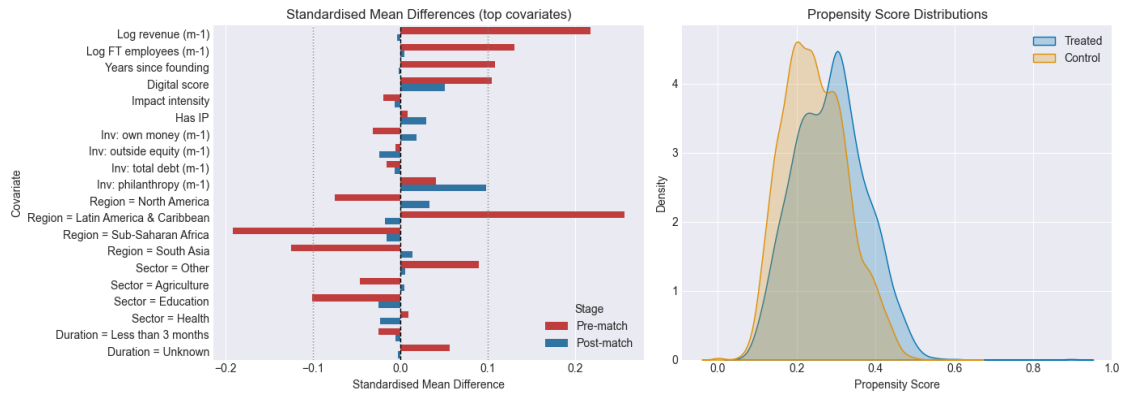 Standardised Mean Differences (top covariates)
Covariate
Log revenue (m-1)
Log FT employees (m-1)
Years since founding
Digital score
Impact intensity
Has IP
Inv: own money (m-1)
Inv: outside equity (m-1)
Inv: total debt (m-1)
Inv: philanthropy (m-1)
Region = North America
Region = Latin America & Caribbean
Region = Sub-Saharan Africa
Region = South Asia
Sector = Other
Sector = Agriculture
Sector = Education
Sector = Health
Duration = Less than 3 months
Duration = Unknown
Stage
Pre-match
Post-match
−0.2 −0.1 0.0 0.1 0.2
Standardised Mean Difference
Propensity Score Distributions
Treated
Control
Density
4
3
2
1
0
0.0 0.2 0.4 0.6 0.8 1.0
Propensity Score